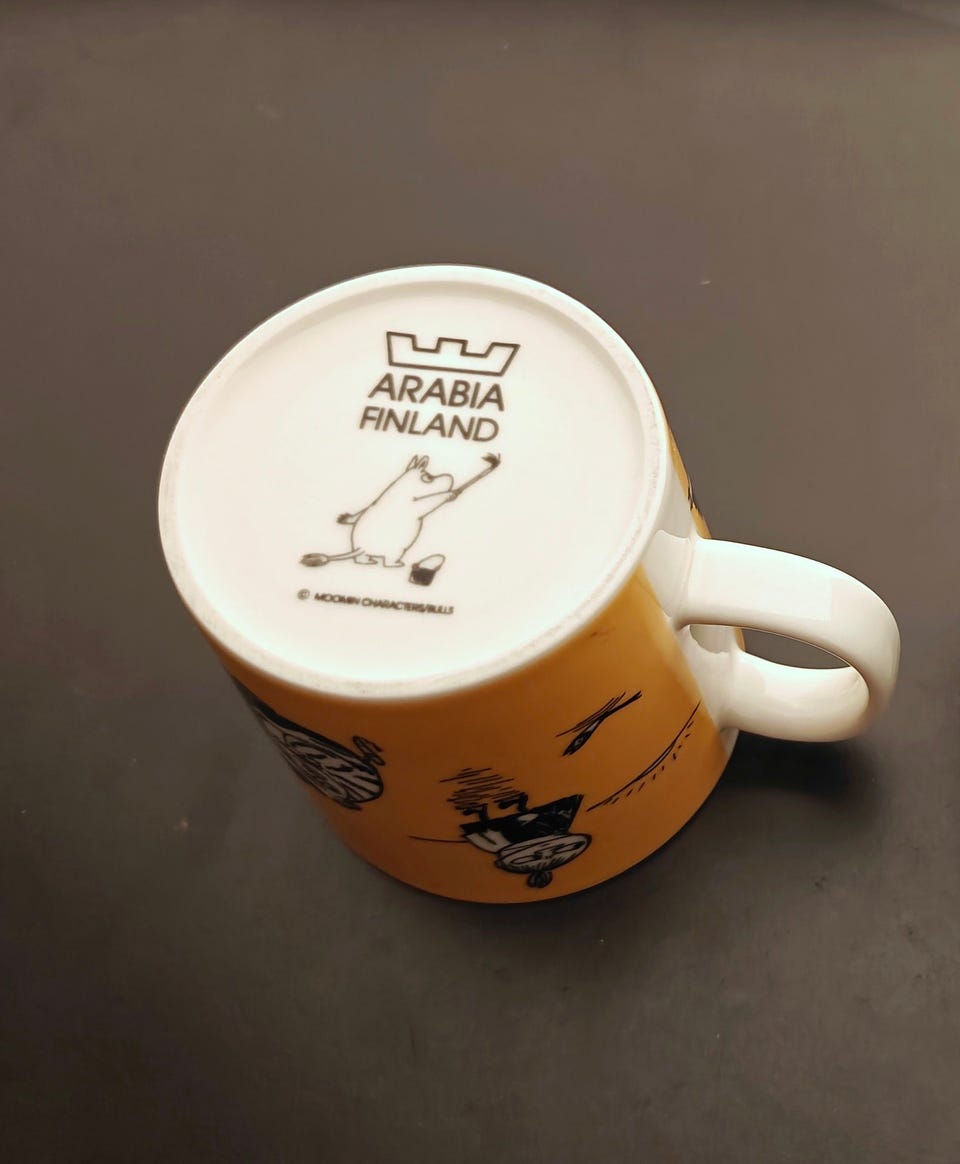 ARABIA
FINLAND
© MOOMIN CHARACTERS/BULLS